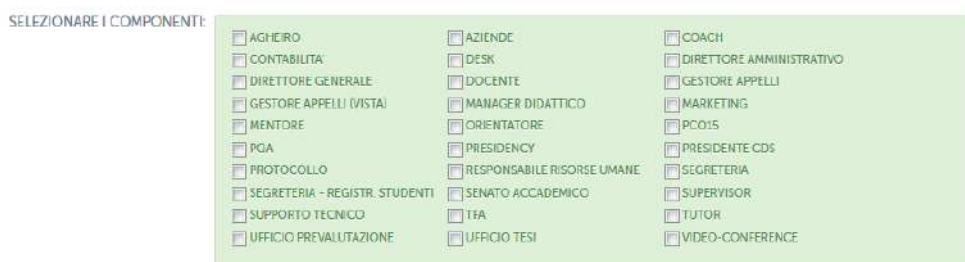 SELEZIONARE I COMPONENTI:
AGHEIRO AZIENDE COACH
CONTABILITA' DESK DIRETTORE AMMINISTRATIVO
DIRETTORE GENERALE DOCENTE GESTORE APPELLI
GESTORE APPELLI (VISTA) MANAGER DIDATTICO MARKETING
MENTORE ORIENTATORE PCO15
PQA PRESIDENCY PRESIDENTE CDS
PROTOCOLLO RESPONSABILE RISORSE UMANE SEGRETERIA
SEGRETERIA - REGISTR. STUDENTI SENATO ACCADEMICO SUPERVISOR
SUPPORTO TECNICO TFA TUTOR
UFFICIO PREVALUTAZIONE UFFICIO TESI VIDEO-CONFERENCE